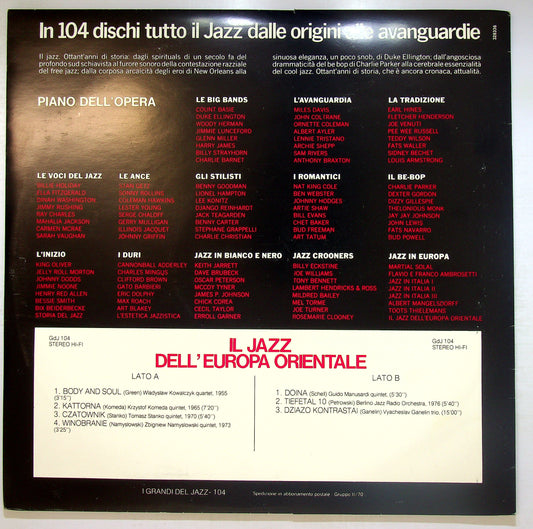 In 104 dischi tutto il Jazz dalle origini alle avanguardie
Il jazz. Ottant'anni di storia: dagli spirituals di un secolo fa del
profondo sud schiavista al furore sonoro della contestazione razziale
del free jazz; dalla corposa arcaicità degli eroi di New Orleans alla
sinuosa eleganza, un poco snob, di Duke Ellington; dall'angosciosa
drammaticità del be bop di Charlie Parker alla cerebrale essenzialità
del cool jazz. Ottant'anni di storia, che è ancora cronaca, attualità.
PIANO DELL'OPERA
LE BIG BANDS
COUNT BASIE
DUKE ELLINGTON
WOODY HERMAN
JIMMIE LUNCEFORD
GLENN MILLER
HARRY JAMES
BILLY STRAYHORN
CHARLIE BARNET
L'AVANGUARDIA
MILES DAVIS
JOHN COLTRANE
ORNETTE COLEMAN
ALBERT AYLER
LENNIE TRISTANO
ARCHIE SHEPP
SAM RIVERS
ANTHONY BRAXTON
LA TRADIZIONE
EARL HINES
FLETCHER HENDERSON
JOE VENUTI
PEE WEE RUSSELL
TEDDY WILSON
FATS WALLER
SIDNEY BECHET
LOUIS ARMSTRONG
LE VOCI DEL JAZZ
BILLIE HOLIDAY
ELLA FITZGERALD
DINAH WASHINGTON
JIMMY RUSHING
RAY CHARLES
MAHALIA JACKSON
CARMEN MCRAE
SARAH VAUGHAN
LE ANCE
STAN GETZ
SONNY ROLLINS
COLEMAN HAWKINS
LESTER YOUNG
SERGE CHALOFF
GERRY MULLIGAN
ILLINOIS JACQUET
JOHNNY GRIFFIN
GLI STILISTI
BENNY GOODMAN
LIONEL HAMPTON
LEE KONITZ
DJANGO REINHARDT
JACK TEAGARDEN
BENNY CARTER
STEPHANE GRAPPELLI
CHARLIE CHRISTIAN
I ROMANTICI
NAT KING COLE
BEN WEBSTER
JOHNNY HODGES
ARTIE SHAW
BILL EVANS
CHET BAKER
BUD FREEMAN
ART TATUM
IL BE-BOP
CHARLIE PARKER
DEXTER GORDON
DIZZY GILLESPIE
THELONIOUS MONK
JAY JAY JOHNSON
JOHN LEWIS
FATS NAVARRO
BUD POWELL
L'INIZIO
KING OLIVER
JELLY ROLL MORTON
JOHNNY DODDS
JIMMIE NOONE
HENRY RED ALLEN
BESSIE SMITH
BIX BEIDERBECKE
STORIA DEL JAZZ
I DURI
CANNONBALL ADDERLEY
CHARLES MINGUS
CLIFFORD BROWN
GATO BARBIERI
ERIC DOLPHY
MAX ROACH
ART BLAKEY
L'ESTETICA JAZZISTICA
JAZZ IN BIANCO E NERO
KEITH JARRETT
DAVE BRUBECK
OSCAR PETERSON
MCCOY TYNER
JAMES P. JOHNSON
CHICK COREA
CECIL TAYLOR
ERROLL GARNER
JAZZ CROONERS
BILLY ECKSTINE
JOE WILLIAMS
TONY BENNETT
LAMBERT HENDRICKS & ROSS
MILDRED BAILEY
MEL TORME
JOE TURNER
ROSEMARIE CLOONEY
JAZZ IN EUROPA
MARTIAL SOLAL
FLAVIO E FRANCO AMBROSETTI
JAZZ IN ITALIA I
JAZZ IN ITALIA II
JAZZ IN ITALIA III
ALBERT MANGELSDORFF
TOOTS THIELEMANS
IL JAZZ DELL'EUROPA ORIENTALE
GdJ 104
STEREO HI-FI
IL JAZZ
DELL'EUROPA ORIENTALE
GdJ 104
STEREO HI-FI
LATO A
1. BODY AND SOUL (Green) Wladyslaw Kowalczyk quartet, 1955
(3'15'')
2. KATTORNA (Komeda) Krzysztof Komeda quintet, 1965 (7'20'')
3. CZATOWNIK (Stanko) Tomasz Stanko quintet, 1970 (5'40'')
4. WINOBRANIE (Namyslowski) Zbigniew Namyslowski quintet, 1973
(3'25'')
LATO B
1. DOINA (Schel) Guido Manusardi quintet, (5'30'')
2. TIEFETAL 10 (Petrowski) Berlino Jazz Radio Orchestra, 1976 (5'40'')
3. DZIAZO KONTRASTAI (Ganelin) Vyacheslav Ganelin trio, (15'00'')
I GRANDI DEL JAZZ - 104
Spedizione in abbonamento postale Gruppo II/70